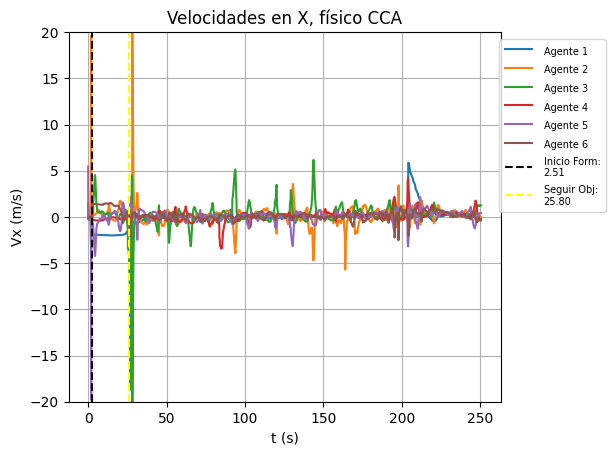 Velocidades en X, físico CCA
20
15
10
5
0
−5
−10
−15
−20
Vx (m/s)
0
50
100
150
200
250
t (s)
Agente 1
Agente 2
Agente 3
Agente 4
Agente 5
Agente 6
Inicio Form:
2.51
Seguir Obj:
25.80